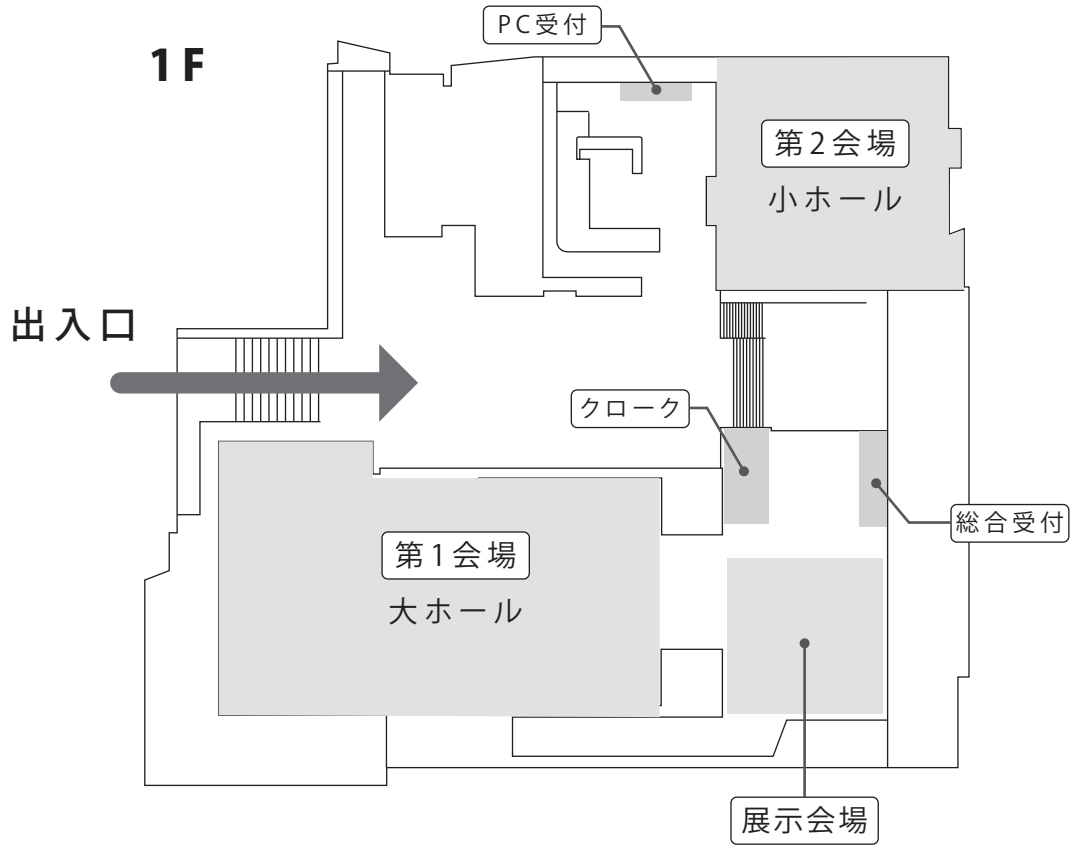 PC受付
1F
第2会場
小ホール
出入口
クローク
総合受付
第1会場
大ホール
展示会場